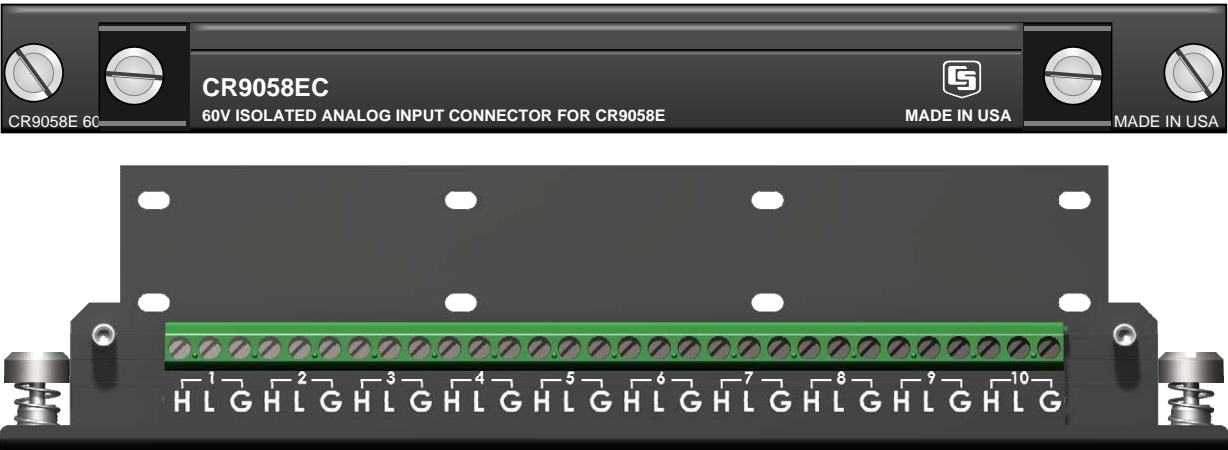 CR9058EC
60V ISOLATED ANALOG INPUT CONNECTOR FOR CR9058E
MADE IN USA
CR9058E 60
MADE IN USA
1 2 3 4 5 6 7 8 9 10
H L G H L G H L G H L G H L G H L G H L G H L G H L G H L G